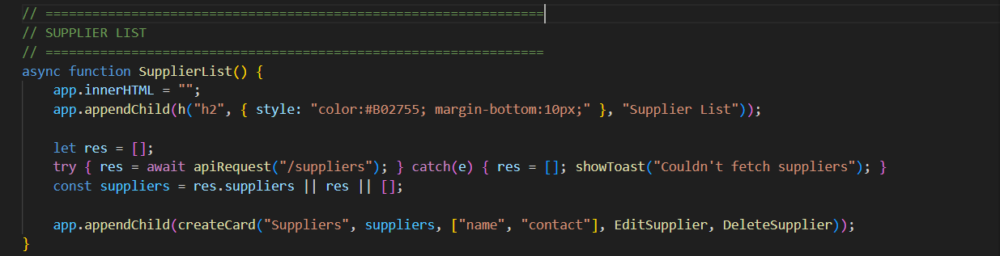 // ================================================================
// SUPPLIER LIST
// ================================================================
async function SupplierList() {
    app.innerHTML = "";
    app.appendChild(h("h2", { style: "color:#B02755; margin-bottom:10px;" }, "Supplier List"));

    let res = [];
    try { res = await apiRequest("/suppliers"); } catch(e) { res = []; showToast("Couldn't fetch suppliers"); }
    const suppliers = res.suppliers || res || [];

    app.appendChild(createCard("Suppliers", suppliers, ["name", "contact"], EditSupplier, DeleteSupplier));
}